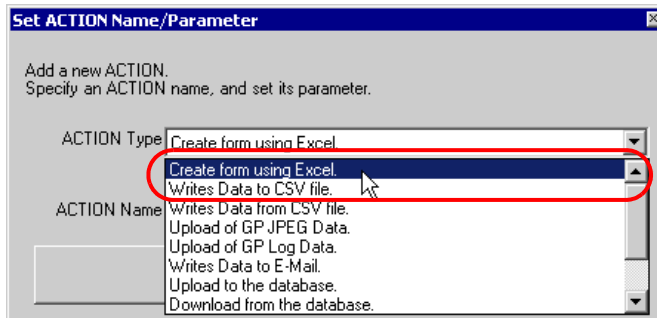 Set ACTION Name/Parameter
Add a new ACTION.
Specify an ACTION name, and set its parameter.
ACTION Type Create form using Excel.
Create form using Excel.
Writes Data to CSV file.
ACTION Name Writes Data from CSV file.
Upload of GP JPEG Data.
Upload of GP Log Data.
Writes Data to E-Mail.
Upload to the database.
Download from the database.